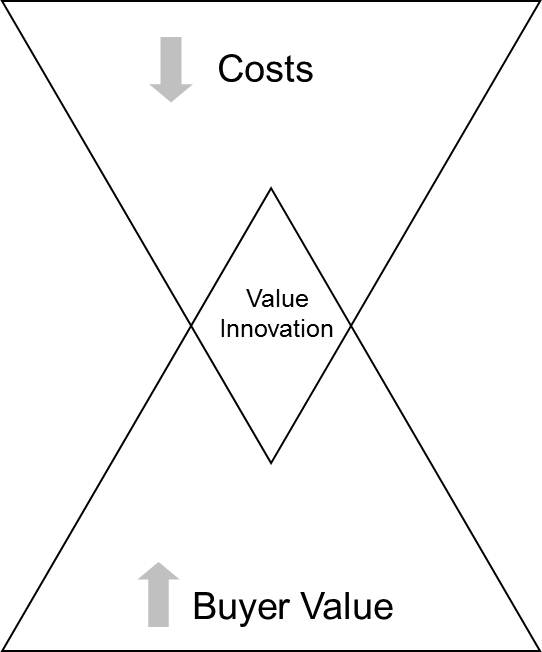 Costs
Value
Innovation
Buyer Value